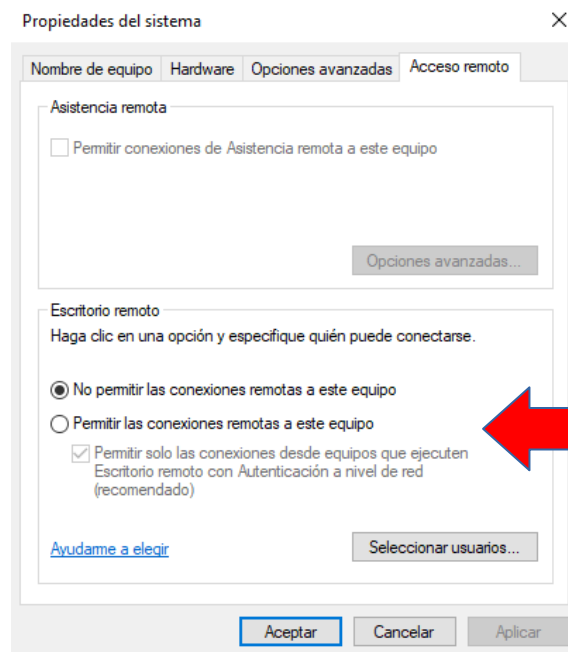 Propiedades del sistema
Nombre de equipo Hardware Opciones avanzadas Acceso remoto
Asistencia remota
Permitir conexiones de Asistencia remota a este equipo
Opciones avanzadas...
Escritorio remoto
Haga clic en una opción y especifique quién puede conectarse.
No permitir las conexiones remotas a este equipo
Permitir las conexiones remotas a este equipo
Permitir solo las conexiones desde equipos que ejecuten
Escritorio remoto con Autenticación a nivel de red
(recomendado)
Ayudarme a elegir
Seleccionar usuarios...
Aceptar Cancelar Aplicar